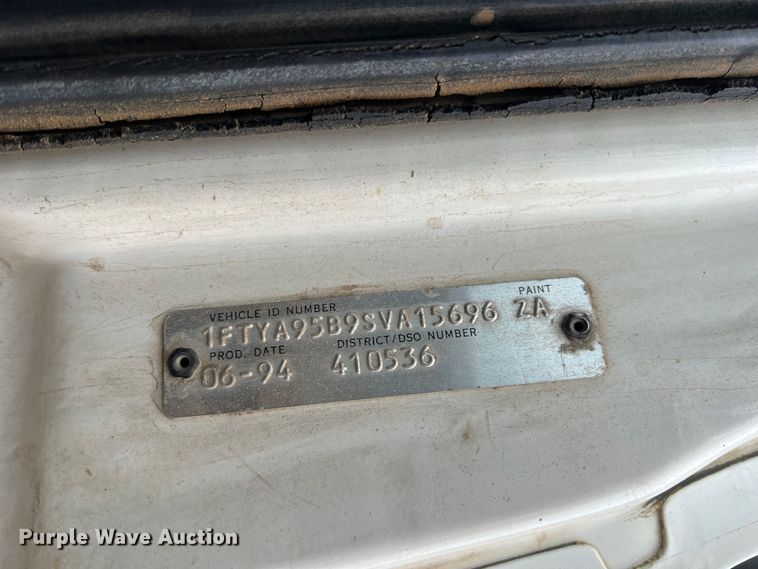 VEHICLE ID NUMBER PAINT
1FTYA95B9SVA15696 ZA
PROD. DATE DISTRICT/DSO NUMBER
06-94 410536
Purple Wave Auction